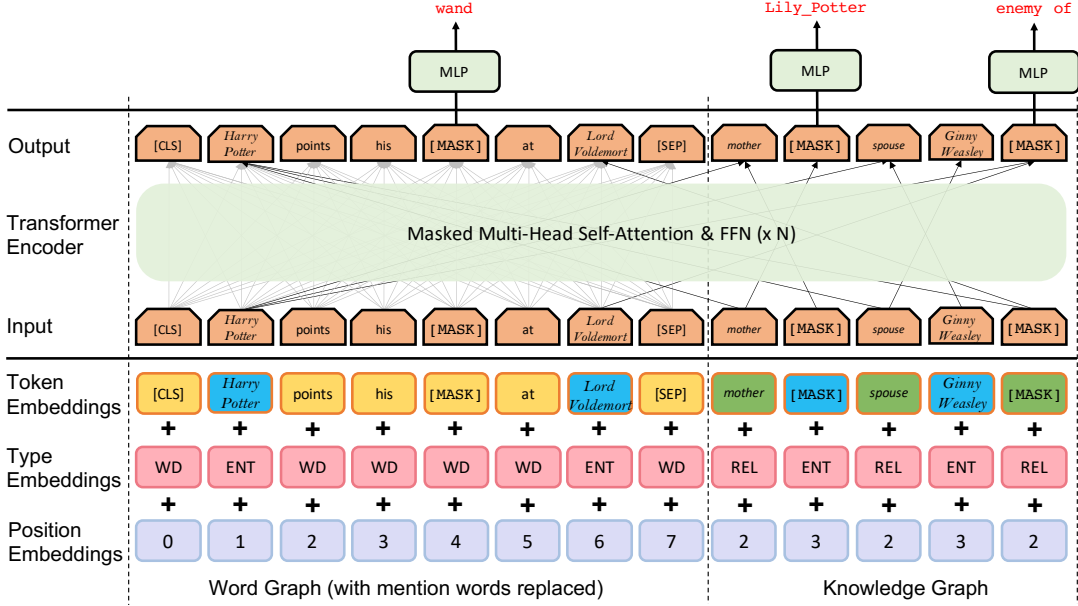 wand Lily_Potter enemy of
MLP MLP MLP
Output [CLS] Harry Potter points his [MASK] at Lord Voldemort [SEP] mother [MASK] spouse Ginny Weasley [MASK]
Transformer
Encoder
Masked Multi-Head Self-Attention & FFN (x N)
Input [CLS] Harry Potter points his [MASK] at Lord Voldemort [SEP] mother [MASK] spouse Ginny Weasley [MASK]
Token
Embeddings
[CLS] Harry Potter points his [MASK] at Lord Voldemort [SEP] mother [MASK] spouse Ginny Weasley [MASK]
+ + + + + + + + + + + + +
Type
Embeddings
WD ENT WD WD WD WD ENT WD REL ENT REL ENT REL
+ + + + + + + + + + + + +
Position
Embeddings
0 1 2 3 4 5 6 7 2 3 2 3 2
Word Graph (with mention words replaced) Knowledge Graph